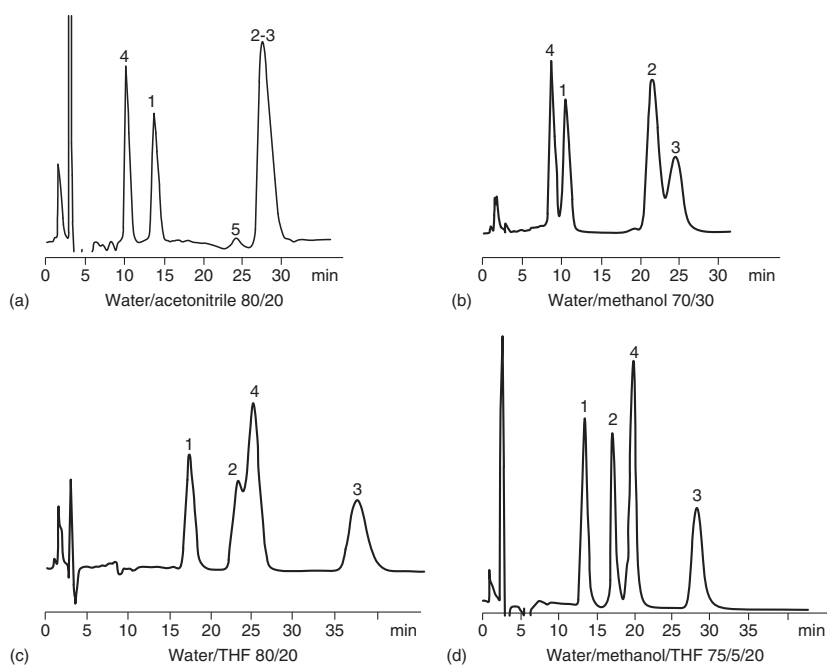 4
1
5
2-3
0 5 10 15 20 25 30 min
(a) Water/acetonitrile 80/20
4
1
2
3
0 5 10 15 20 25 30 min
(b) Water/methanol 70/30
1
2
4
3
0 5 10 15 20 25 30 35 min
(c) Water/THF 80/20
1
2
4
3
0 5 10 15 20 25 30 35 min
(d) Water/methanol/THF 75/5/20